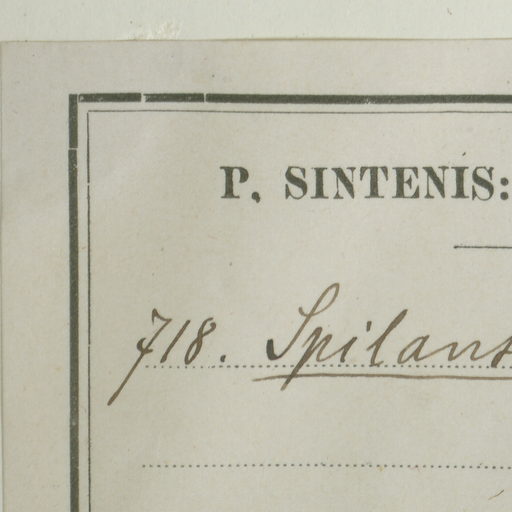 P. SINTENIS:
718. Spilant